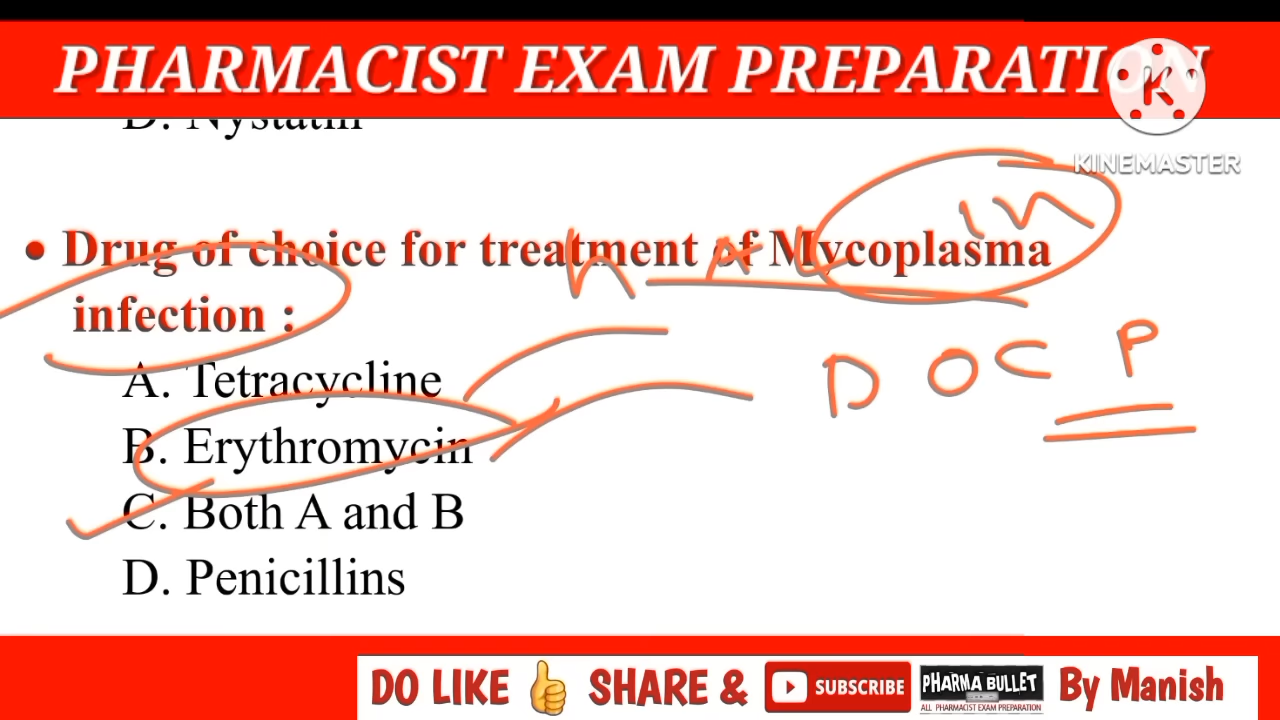 PHARMACIST EXAM PREPARATION
K
KINEMASTER
D. Nystatin
in
• Drug of choice for treatment of Mycoplasma
infection :
A. Tetracycline
D O C P
B. Erythromycin
C. Both A and B
D. Penicillins
DO LIKE SHARE & SUBSCRIBE PHARMA BULLET By Manish
ALL PHARMACIST EXAM PREPARATION